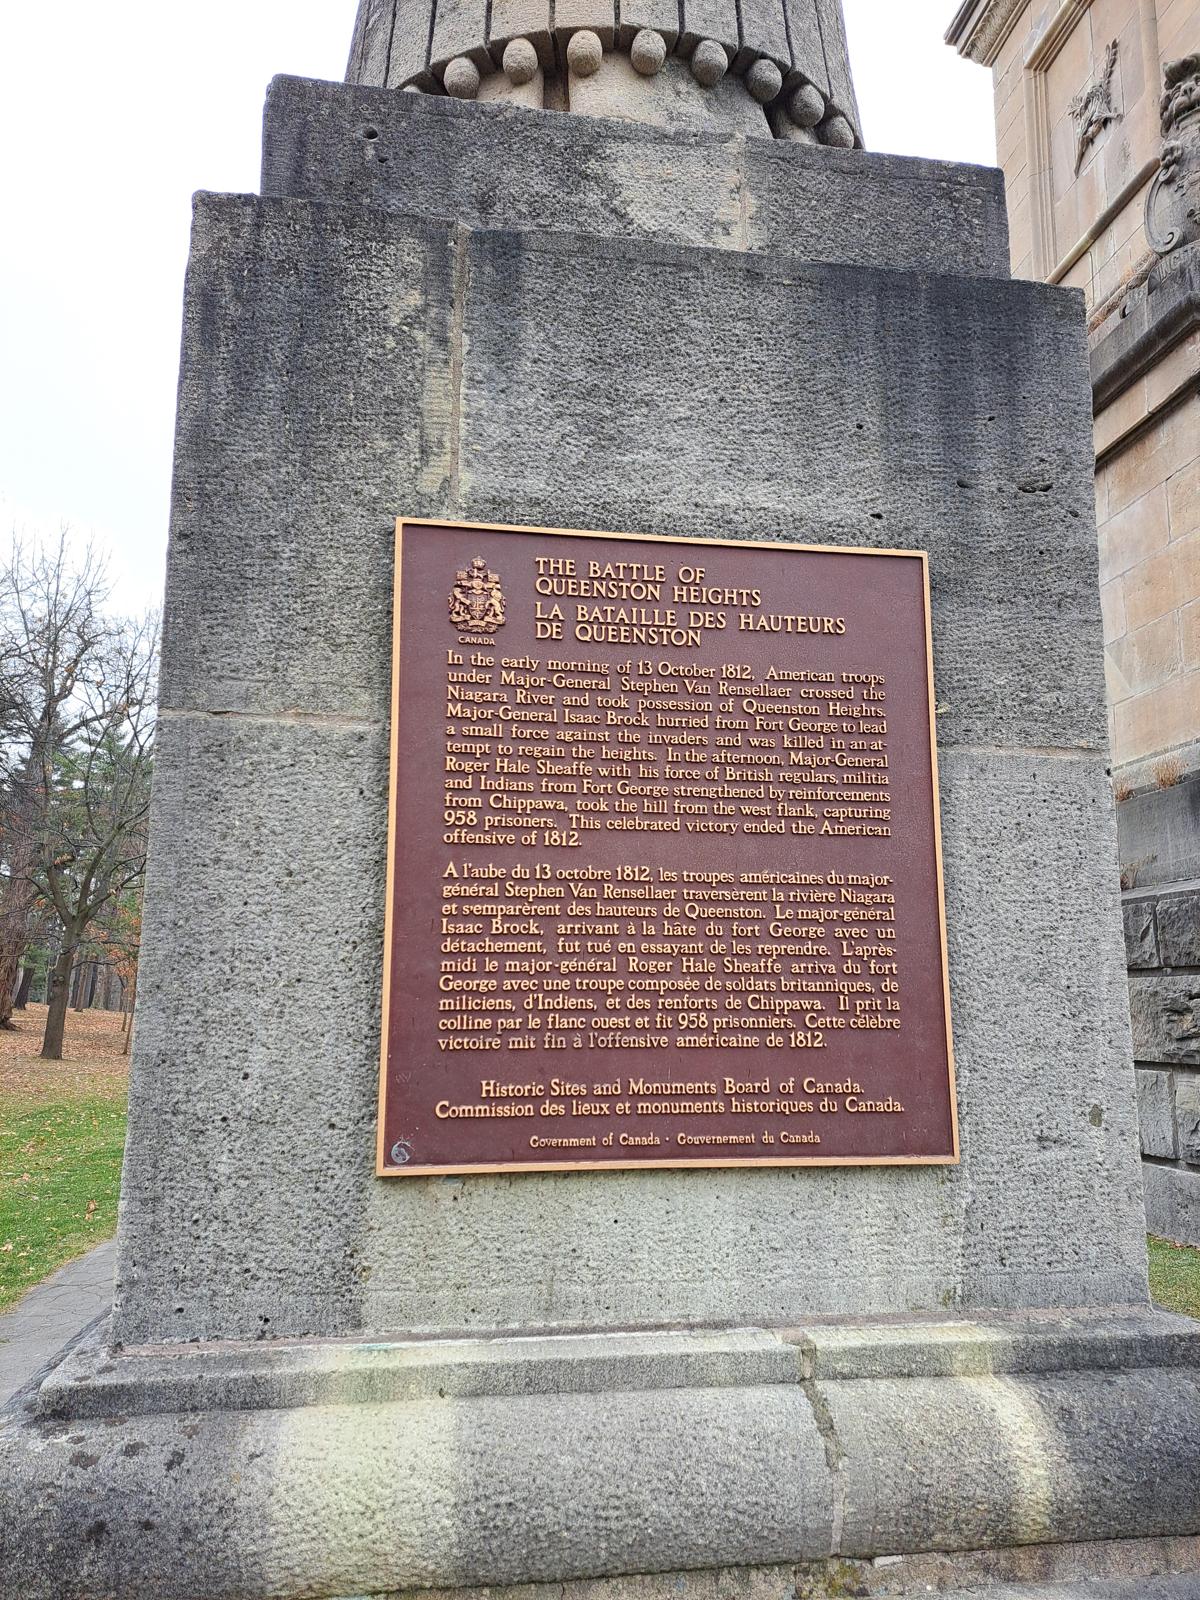 CANADA
THE BATTLE OF
QUEENSTON HEIGHTS
LA BATAILLE DES HAUTEURS
DE QUEENSTON
In the early morning of 13 October 1812, American troops
under Major-General Stephen Van Rensellaer crossed the
Niagara River and took possession of Queenston Heights.
Major-General Isaac Brock hurried from Fort George to lead
a small force against the invaders and was killed in an at-
tempt to regain the heights. In the afternoon, Major-General
Roger Hale Sheaffe with his force of British regulars, militia
and Indians from Fort George strengthened by reinforcements
from Chippawa, took the hill from the west flank, capturing
958 prisoners. This celebrated victory ended the American
offensive of 1812.
A l'aube du 13 octobre 1812, les troupes américaines du major-
général Stephen Van Rensellaer traversèrent la rivière Niagara
et s'emparèrent des hauteurs de Queenston. Le major-général
Isaac Brock, arrivant à la hâte du fort George avec un
détachement, fut tué en essayant de les reprendre. L'après-
midi le major-général Roger Hale Sheaffe arriva du fort
George avec une troupe composée de soldats britanniques, de
miliciens, d'Indiens, et des renforts de Chippawa. Il prit la
colline par le flanc ouest et fit 958 prisonniers. Cette célèbre
victoire mit fin à l'offensive américaine de 1812.
Historic Sites and Monuments Board of Canada.
Commission des lieux et monuments historiques du Canada.
Government of Canada · Gouvernement du Canada